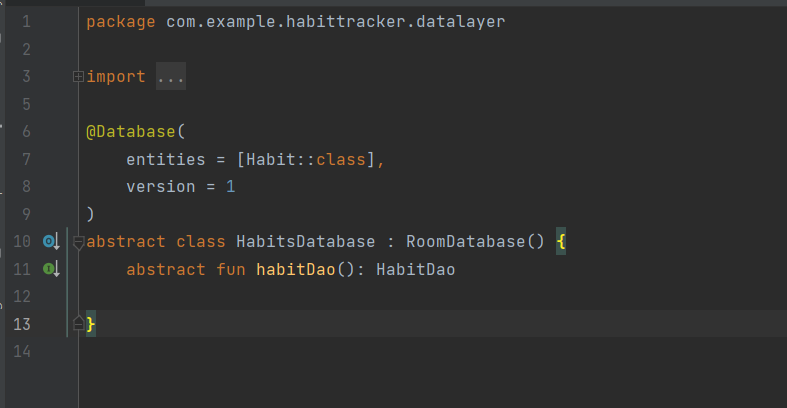 1 package com.example.habittracker.datalayer
2
3 import ...
5
6 @Database(
7     entities = [Habit::class],
8     version = 1
9 )
10 abstract class HabitsDatabase : RoomDatabase() {
11     abstract fun habitDao(): HabitDao
12
13 }
14